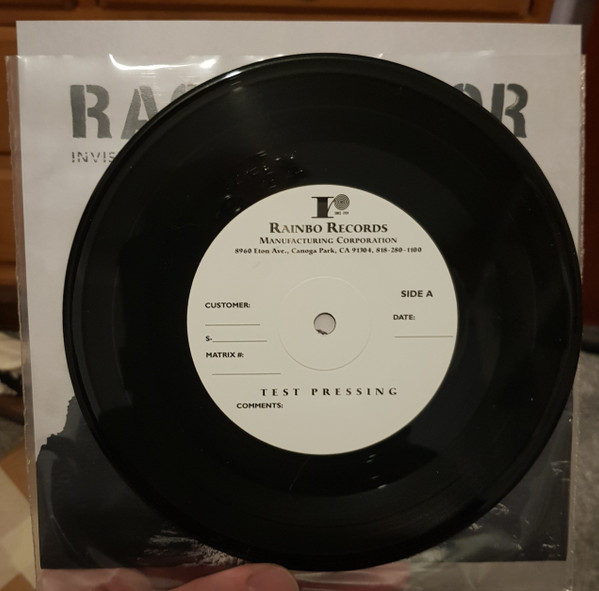 RA OR
INVIS
r
RAINBO RECORDS
MANUFACTURING CORPORATION
8960 Eton Ave., Canoga Park, CA 91304, 818-280-1100
SIDE A
CUSTOMER:
DATE:
S-
MATRIX #:
TEST PRESSING
COMMENTS: